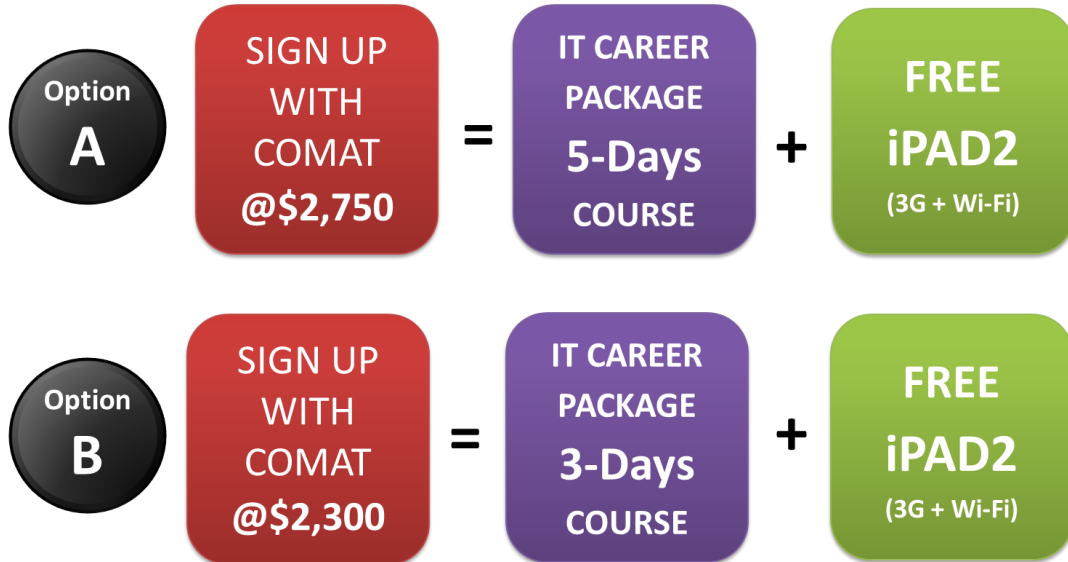 Option
A
SIGN UP
WITH
COMAT
@$2,750
=
IT CAREER
PACKAGE
5-Days
COURSE
+
FREE
iPAD2
(3G + Wi-Fi)
Option
B
SIGN UP
WITH
COMAT
@$2,300
=
IT CAREER
PACKAGE
3-Days
COURSE
+
FREE
iPAD2
(3G + Wi-Fi)